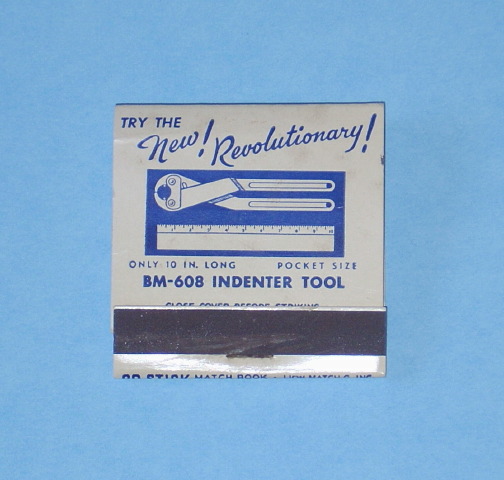 TRY THE
New! Revolutionary!
ONLY 10 IN. LONG POCKET SIZE
BM-608 INDENTER TOOL
CLOSE COVER BEFORE STRIKING
STICK MATCH BOOK